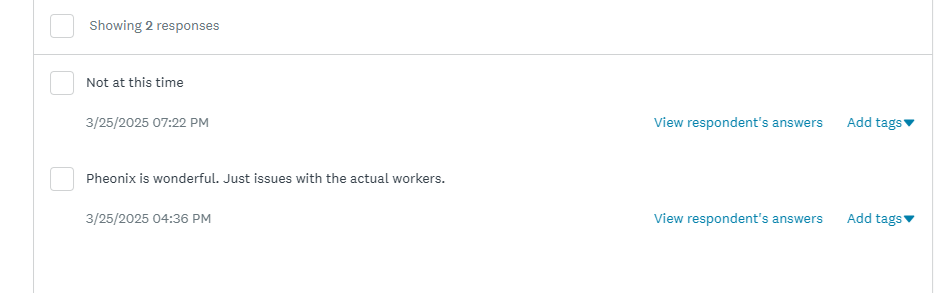 Showing 2 responses
Not at this time
3/25/2025 07:22 PM View respondent's answers Add tags
Pheonix is wonderful. Just issues with the actual workers.
3/25/2025 04:36 PM View respondent's answers Add tags